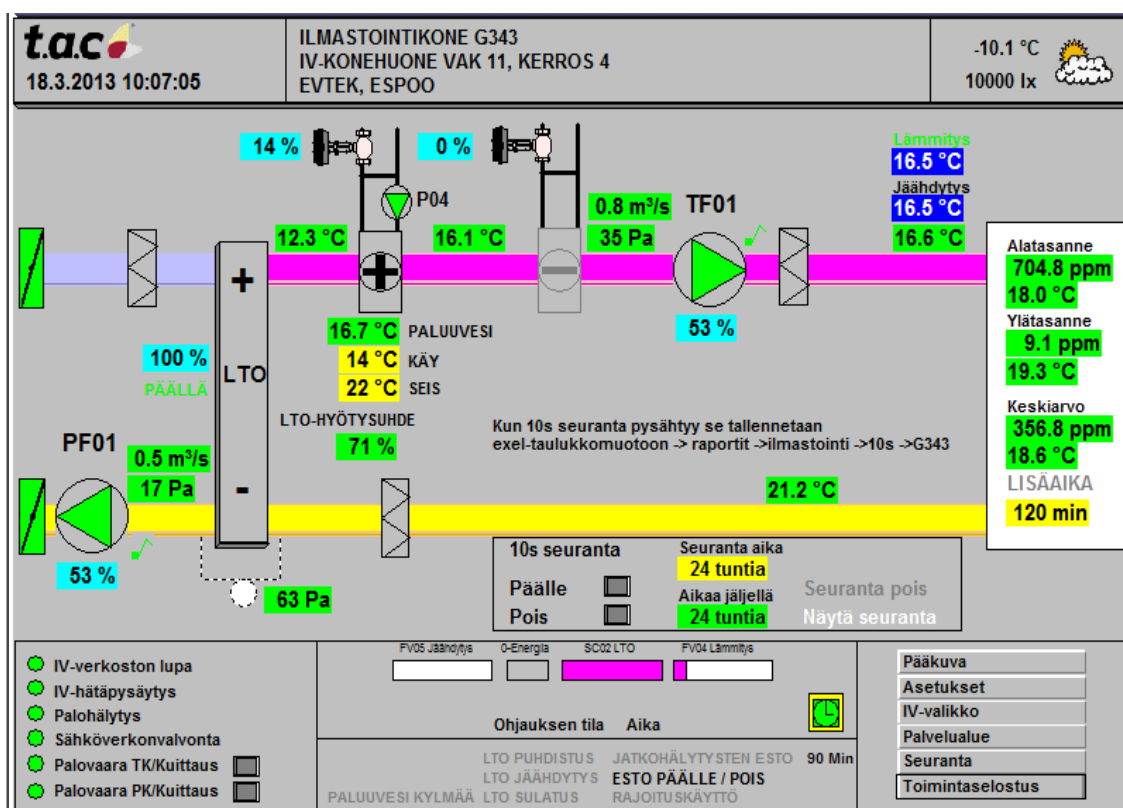 t.a.c
18.3.2013 10:07:05
ILMASTOINTIKONE G343
IV-KONEHUONE VAK 11, KERROS 4
EVTEK, ESPOO
-10.1 °C
10000 lx
14 %
0 %
P04
12.3 °C
16.1 °C
0.8 m³/s
35 Pa
TF01
53 %
Lämmitys
16.5 °C
Jäähdytys
16.5 °C
16.6 °C
Alatasanne
704.8 ppm
18.0 °C
Ylätasanne
9.1 ppm
19.3 °C
Keskiarvo
356.8 ppm
18.6 °C
LISÄAIKA
120 min
+
+
−
100 %
PÄÄLLÄ
LTO
-
16.7 °C PALUUVESI
14 °C KÄY
22 °C SEIS
LTO-HYÖTYSUHDE
71 %
Kun 10s seuranta pysähtyy se tallennetaan
exel-taulukkomuotoon -> raportit ->ilmastointi ->10s ->G343
PF01
0.5 m³/s
17 Pa
53 %
63 Pa
21.2 °C
10s seuranta
Päälle
Pois
Seuranta aika
24 tuntia
Aikaa jäljellä
24 tuntia
Seuranta pois
Näytä seuranta
IV-verkoston lupa
IV-hätäpysäytys
Palohälytys
Sähköverkonvalvonta
Palovaara TK/Kuittaus
Palovaara PK/Kuittaus
FV05 Jäähdytys 0-Energia SC02 LTO FV04 Lämmitys
Ohjauksen tila Aika
LTO PUHDISTUS JATKOHÄLYTYSTEN ESTO 90 Min
LTO JÄÄHDYTYS ESTO PÄÄLLE / POIS
PALUUVESI KYLMÄÄ LTO SULATUS RAJOITUSKÄYTTÖ
Pääkuva
Asetukset
IV-valikko
Palvelualue
Seuranta
Toimintaselostus